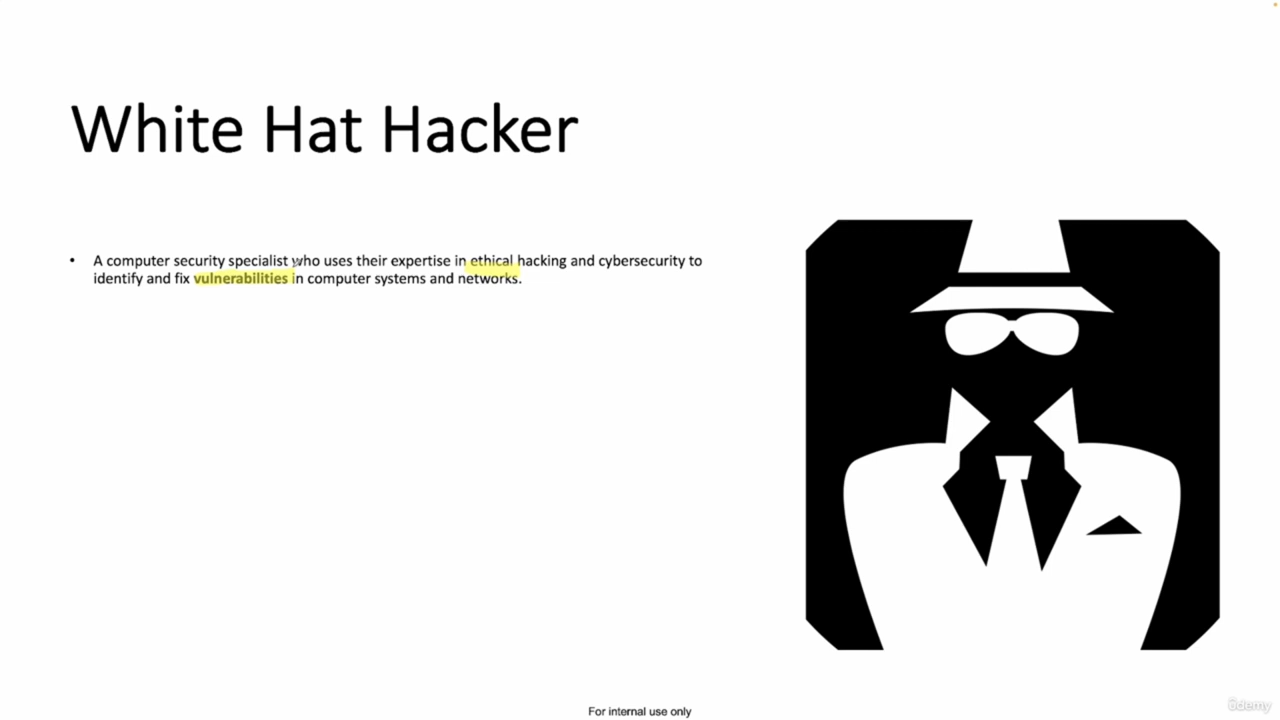 White Hat Hacker
• A computer security specialist who uses their expertise in ethical hacking and cybersecurity to
identify and fix vulnerabilities in computer systems and networks.
For internal use only
ûdemy